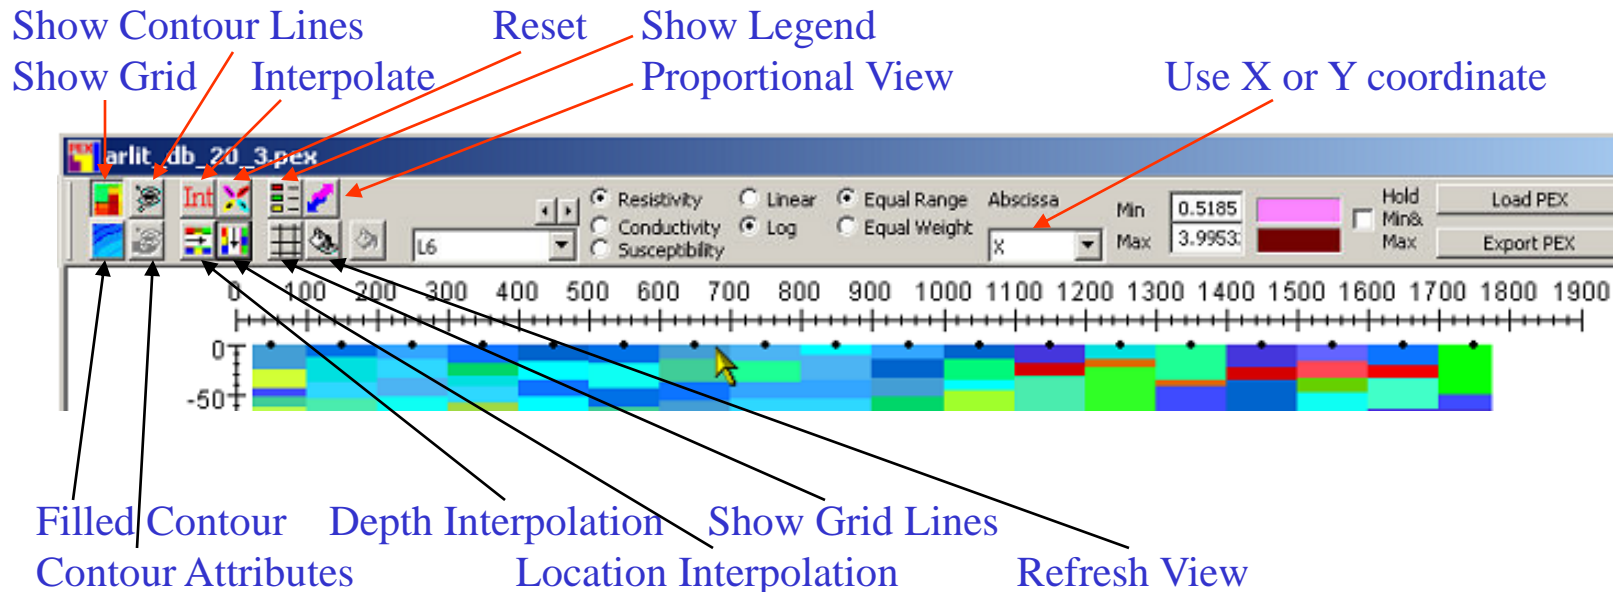 Show Contour Lines Reset Show Legend
Show Grid Interpolate Proportional View Use X or Y coordinate
PEX arlit_db_20_3.pex
Int Resistivity Linear Equal Range Abscissa Min 0.5185 Hold Min& Max Load PEX
L6 Conductivity Log Equal Weight X Max 3.9953 Export PEX
Susceptibility
0 100 200 300 400 500 600 700 800 900 1000 1100 1200 1300 1400 1500 1600 1700 1800 1900
0
-50
Filled Contour Depth Interpolation Show Grid Lines
Contour Attributes Location Interpolation Refresh View